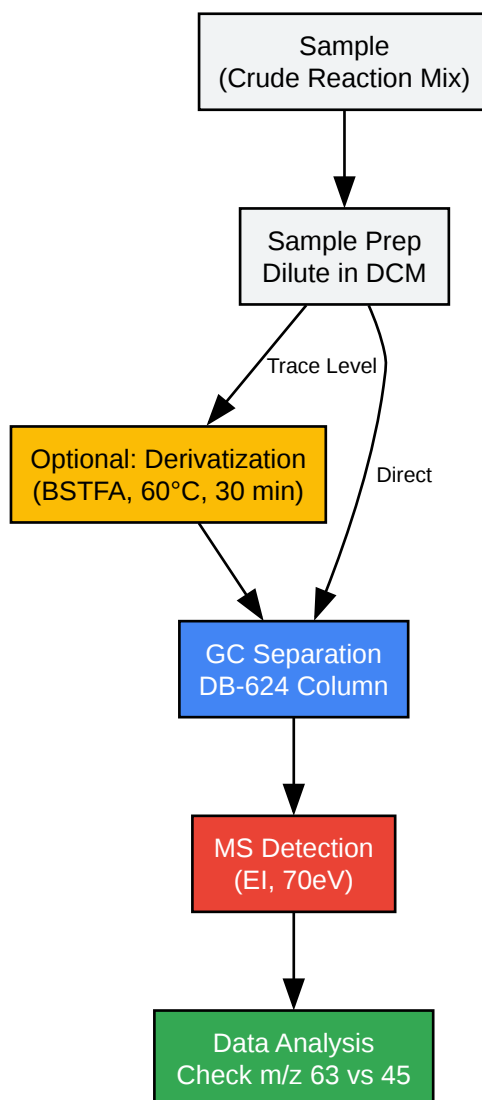 Sample
(Crude Reaction Mix)
Sample Prep
Dilute in DCM
Trace Level
Optional: Derivatization
(BSTFA, 60°C, 30 min)
Direct
GC Separation
DB-624 Column
MS Detection
(EI, 70eV)
Data Analysis
Check m/z 63 vs 45